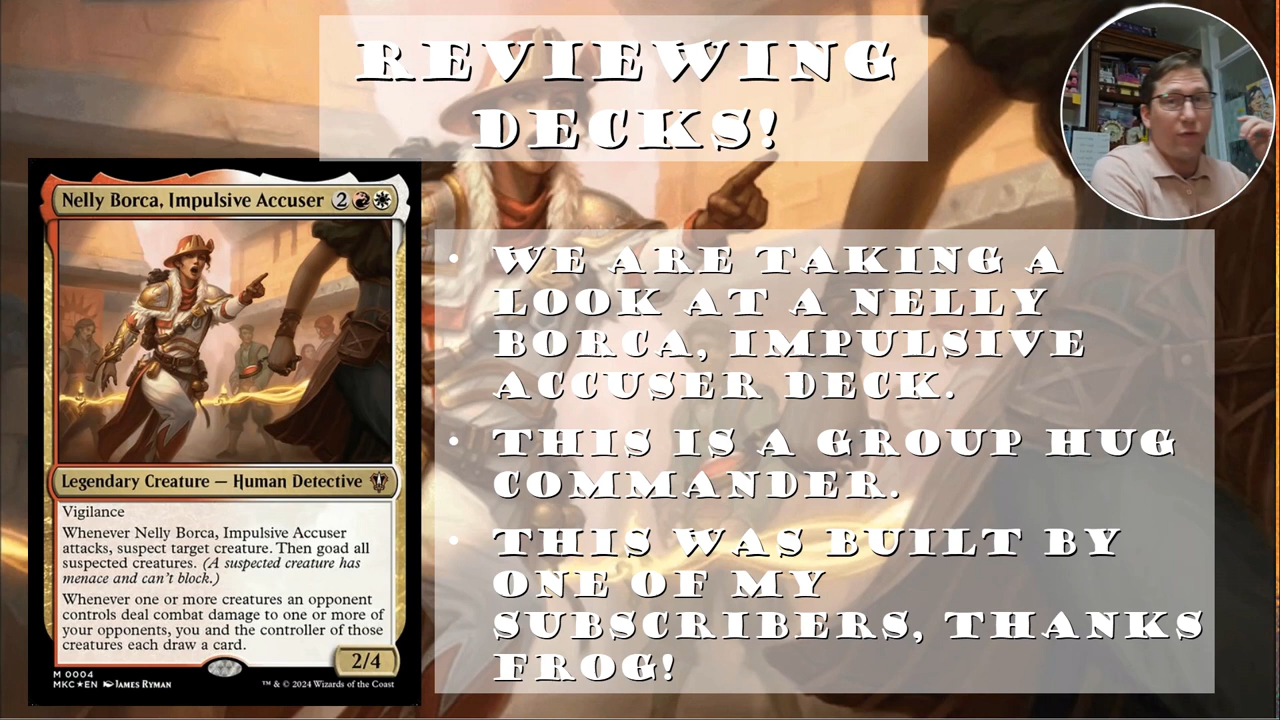 REVIEWING
DECKS!
Nelly Borca, Impulsive Accuser 2
Legendary Creature — Human Detective
Vigilance
Whenever Nelly Borca, Impulsive Accuser
attacks, suspect target creature. Then goad all
suspected creatures. (A suspected creature has
menace and can't block.)
Whenever one or more creatures an opponent
controls deal combat damage to one or more of
your opponents, you and the controller of those
creatures each draw a card.
2/4
M 0004
MKC★EN JAMES RYMAN
™ & © 2024 Wizards of the Coast
• WE ARE TAKING A
LOOK AT A NELLY
BORCA, IMPULSIVE
ACCUSER DECK.
• THIS IS A GROUP HUG
COMMANDER.
• THIS WAS BUILT BY
ONE OF MY
SUBSCRIBERS, THANKS
FROG!